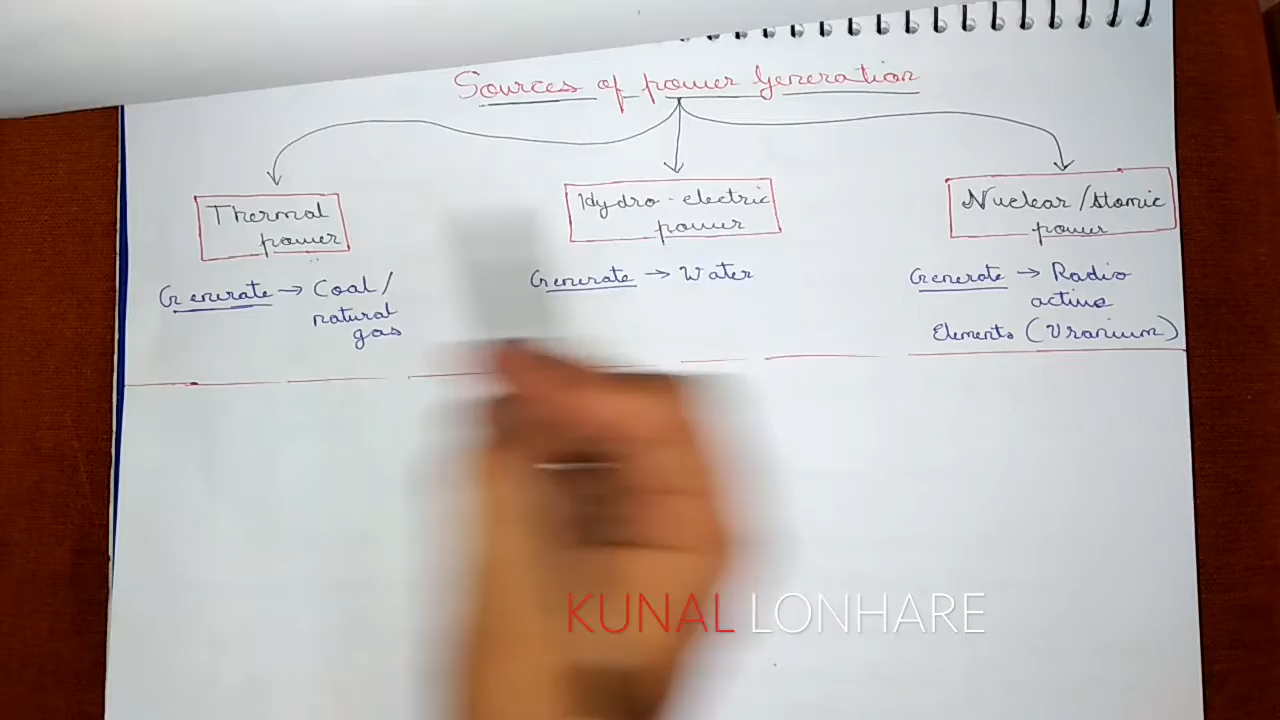 Sources of power Generation
Thermal
power
Hydro-electric
power
Nuclear/Atomic
power
Generate → Coal/
natural
gas
Generate → Water
Generate → Radio
active
Elements (Uranium)
KUNAL LONHARE